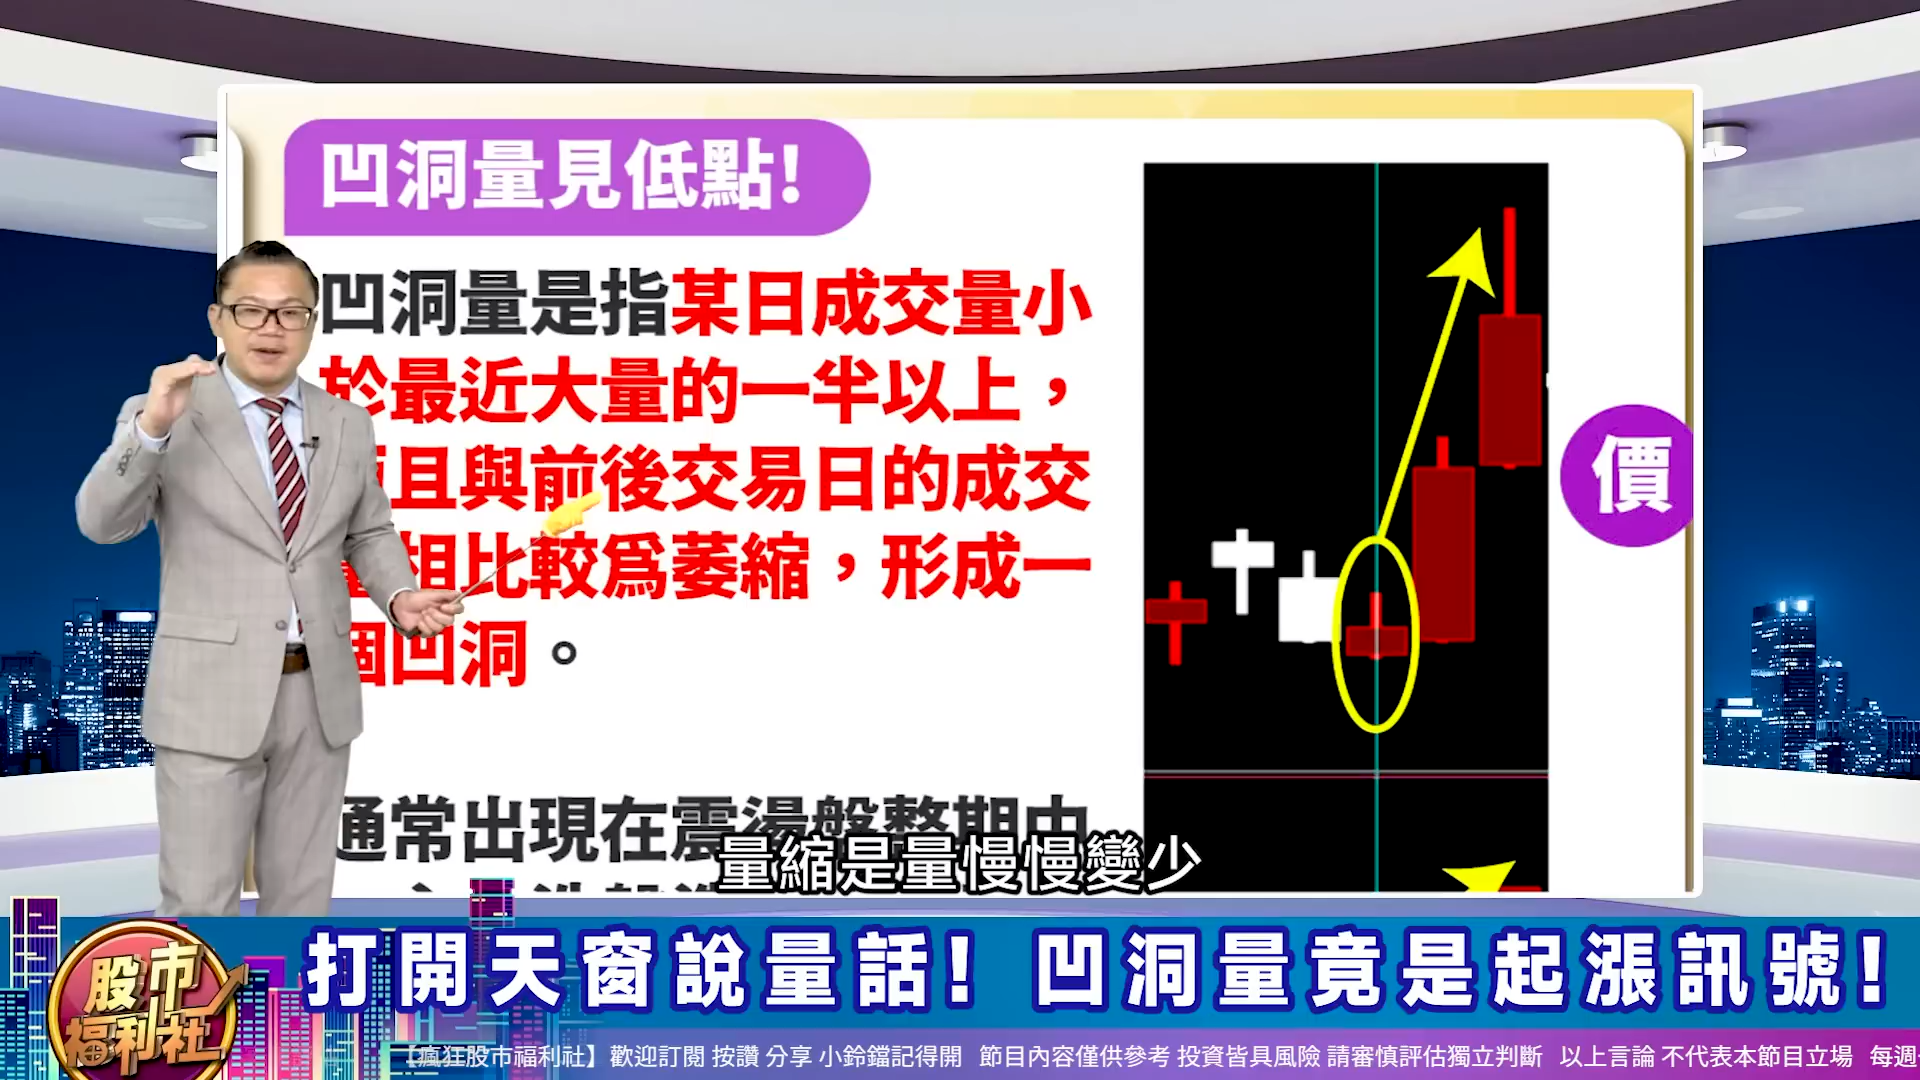 凹洞量見低點!
凹洞量是指某日成交量小
於最近大量的一半以上，
且與前後交易日的成交
相比較爲萎縮，形成一
個凹洞。
價
通常出現在震盪盤整期中
量縮是量慢慢變少
打開天窗說量話! 凹洞量竟是起漲訊號!
股市
福利社
【瘋狂股市福利社】歡迎訂閱 按讚 分享 小鈴鐺記得開 節目內容僅供參考 投資皆具風險 請審慎評估獨立判斷 以上言論 不代表本節目立場 每週